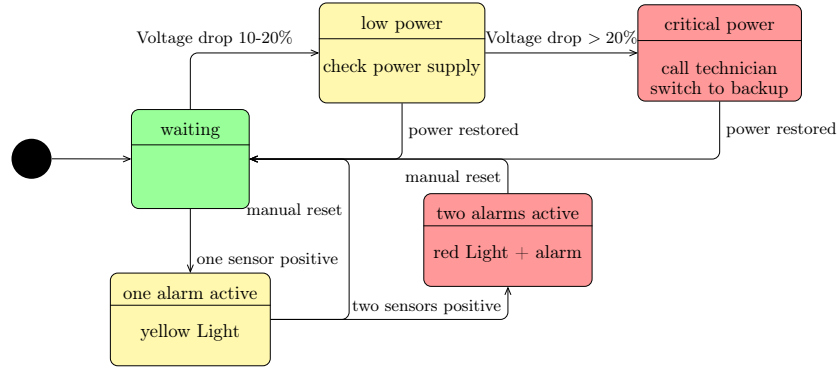 low power
critical power
Voltage drop 10-20%
Voltage drop > 20%
check power supply
call technician
switch to backup
waiting
power restored
power restored
manual reset
manual reset
two alarms active
red Light + alarm
one sensor positive
one alarm active
two sensors positive
yellow Light